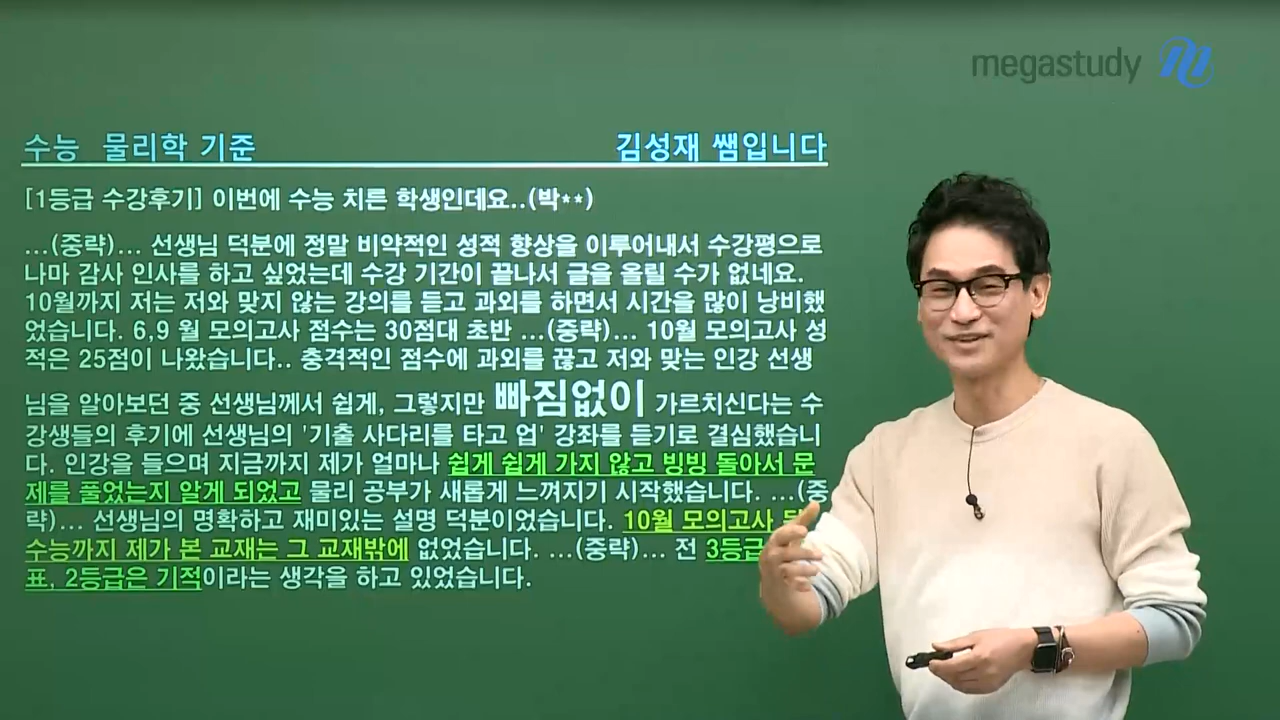 megastudy
수능 물리학 기준 김성재 쌤입니다
[1등급 수강후기] 이번에 수능 치른 학생인데요..(박**)
...(중략)... 선생님 덕분에 정말 비약적인 성적 향상을 이루어내서 수강평으로
나마 감사 인사를 하고 싶었는데 수강 기간이 끝나서 글을 올릴 수가 없네요.
10월까지 저는 저와 맞지 않는 강의를 듣고 과외를 하면서 시간을 많이 낭비했
었습니다. 6,9 월 모의고사 점수는 30점대 초반 ...(중략)... 10월 모의고사 성
적은 25점이 나왔습니다.. 충격적인 점수에 과외를 끊고 저와 맞는 인강 선생
님을 알아보던 중 선생님께서 쉽게, 그렇지만 빠짐없이 가르치신다는 수
강생들의 후기에 선생님의 '기출 사다리를 타고 업' 강좌를 듣기로 결심했습니
다. 인강을 들으며 지금까지 제가 얼마나 쉽게 쉽게 가지 않고 빙빙 돌아서 문
제를 풀었는지 알게 되었고 물리 공부가 새롭게 느껴지기 시작했습니다. ...(중
략)... 선생님의 명확하고 재미있는 설명 덕분이었습니다. 10월 모의고사
수능까지 제가 본 교재는 그 교재밖에 없었습니다. ...(중략)... 전 3등급
표, 2등급은 기적이라는 생각을 하고 있었습니다.